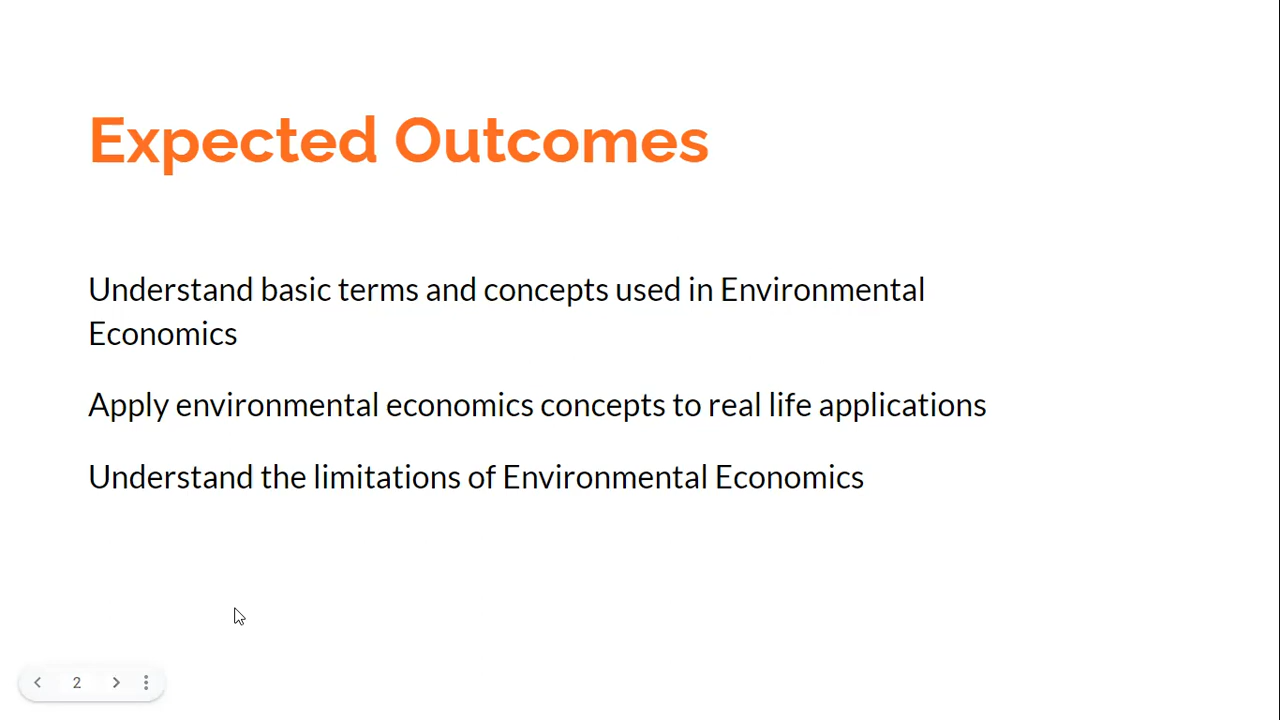 Expected Outcomes
Understand basic terms and concepts used in Environmental
Economics
Apply environmental economics concepts to real life applications
Understand the limitations of Environmental Economics
2